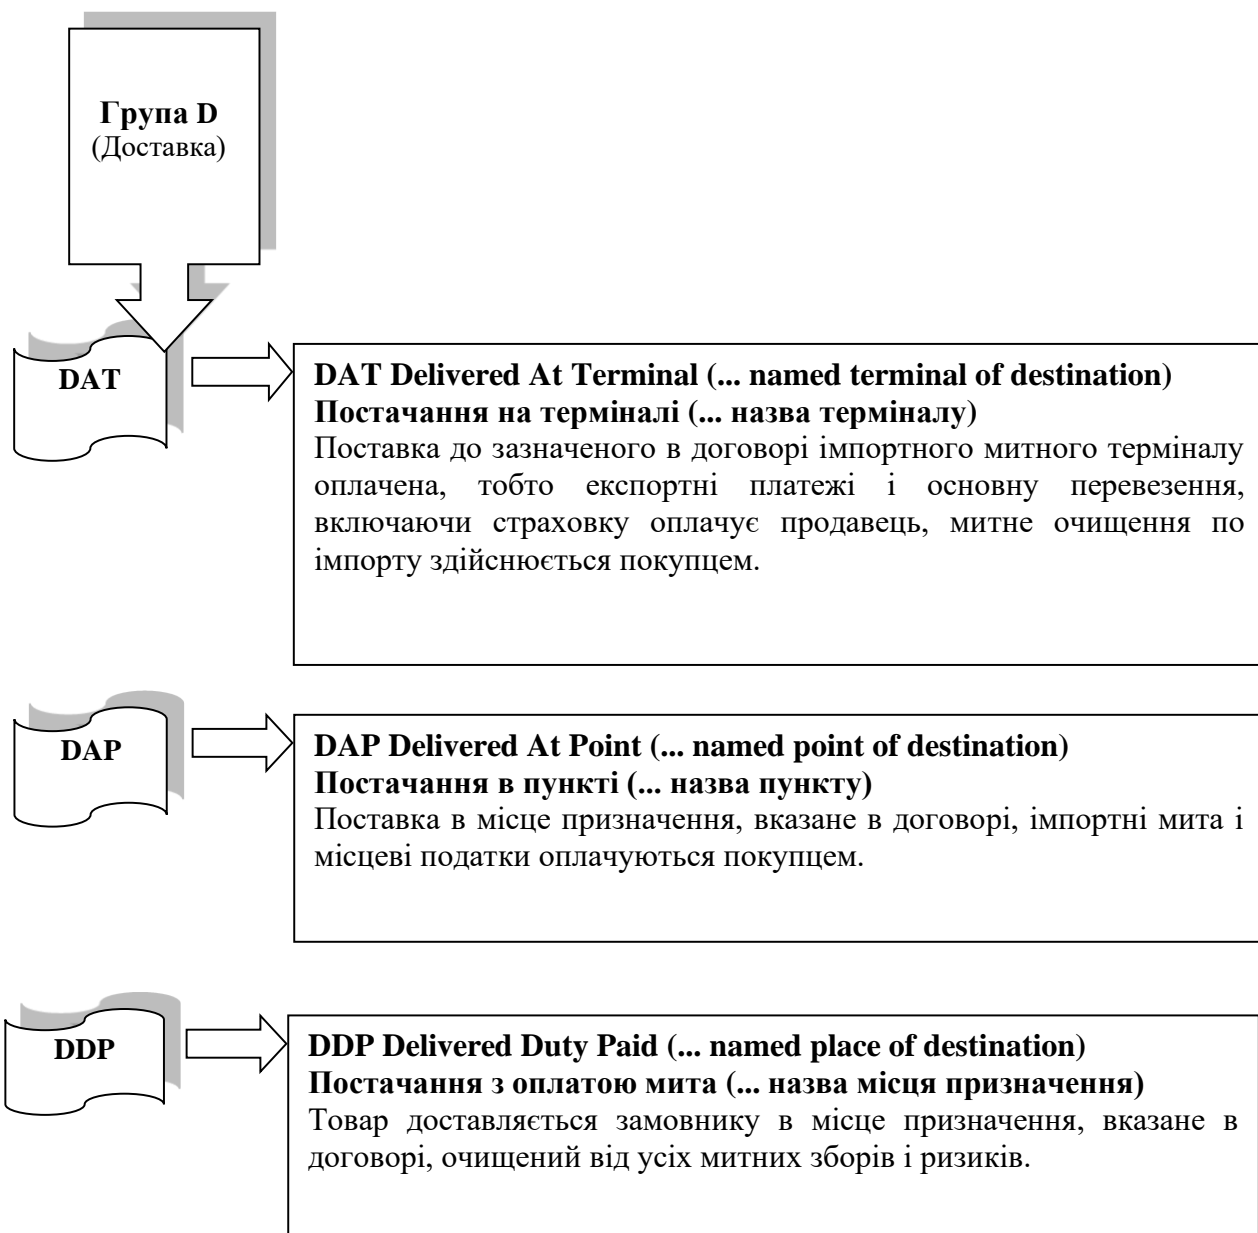 Група D
(Доставка)
DAT
DAT Delivered At Terminal (... named terminal of destination)
Постачання на терміналі (... назва терміналу)
Поставка до зазначеного в договорі імпортного митного терміналу
оплачена, тобто експортні платежі і основну перевезення,
включаючи страховку оплачує продавець, митне очищення по
імпорту здійснюється покупцем.
DAP
DAP Delivered At Point (... named point of destination)
Постачання в пункті (... назва пункту)
Поставка в місце призначення, вказане в договорі, імпортні мита і
місцеві податки оплачуються покупцем.
DDP
DDP Delivered Duty Paid (... named place of destination)
Постачання з оплатою мита (... назва місця призначення)
Товар доставляється замовнику в місце призначення, вказане в
договорі, очищений від усіх митних зборів і ризиків.